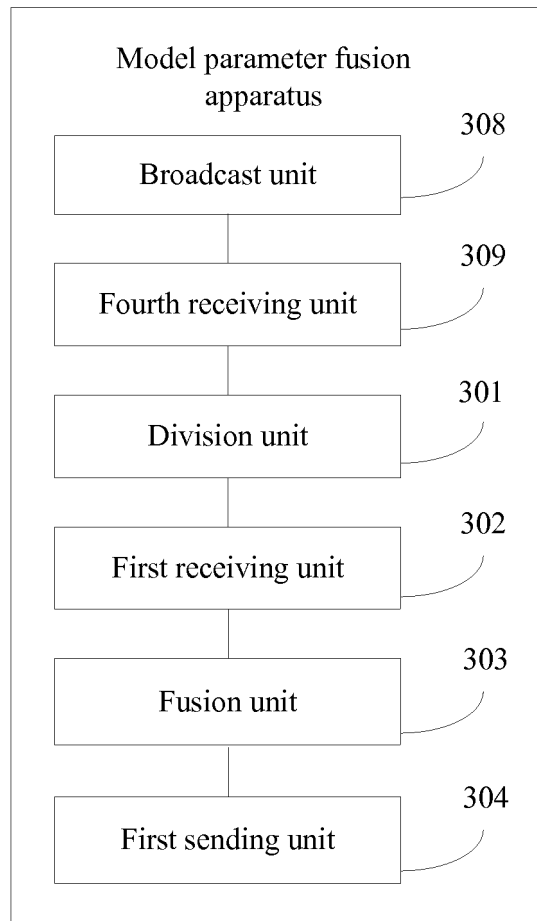 Model parameter fusion
apparatus
308
Broadcast unit
309
Fourth receiving unit
301
Division unit
302
First receiving unit
303
Fusion unit
304
First sending unit